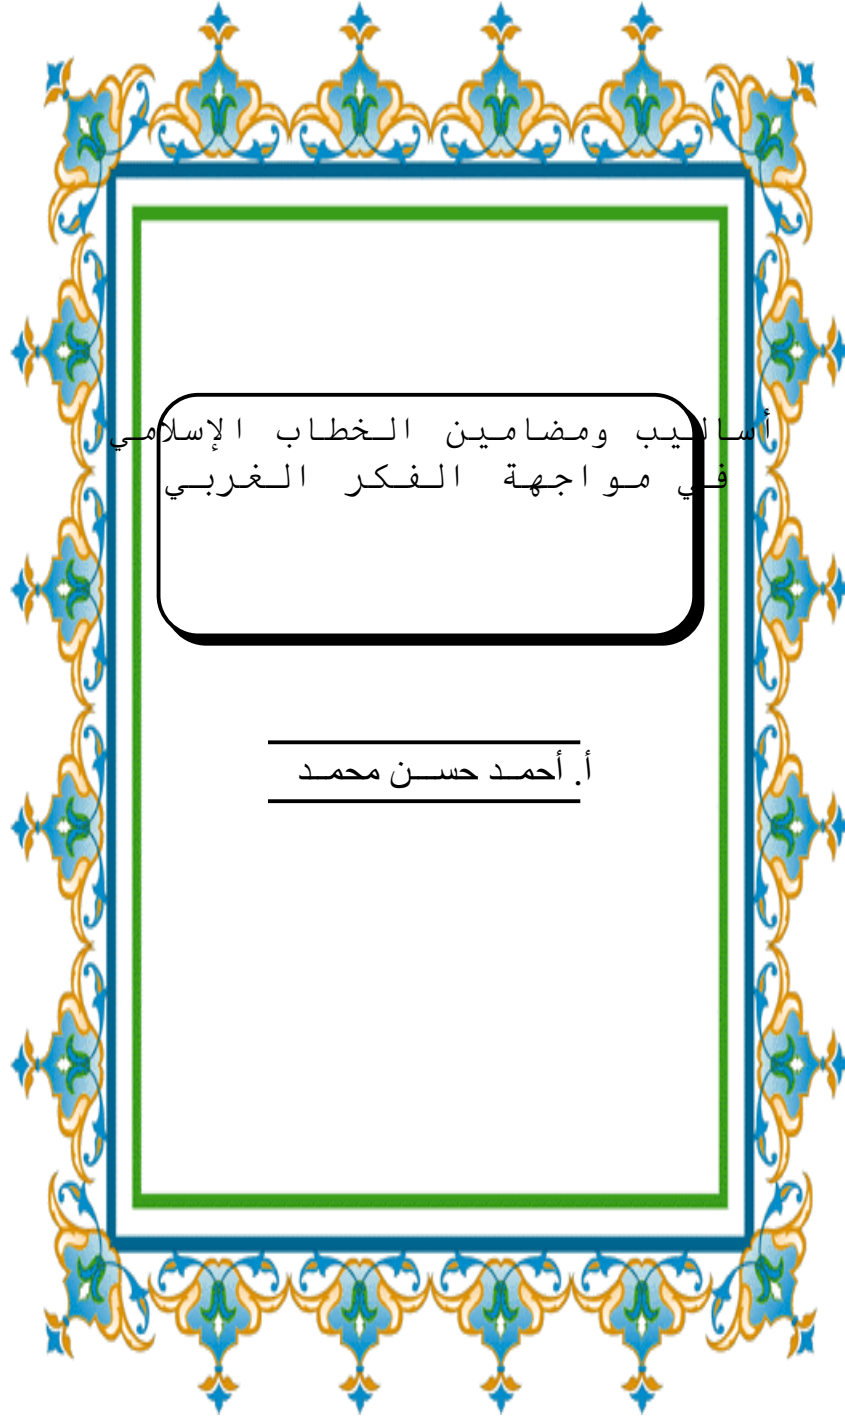 أساليب ومضامين الخطاب الإسلامي
في مواجهة الفكر الغربي
أ. أحمد حسن محمد